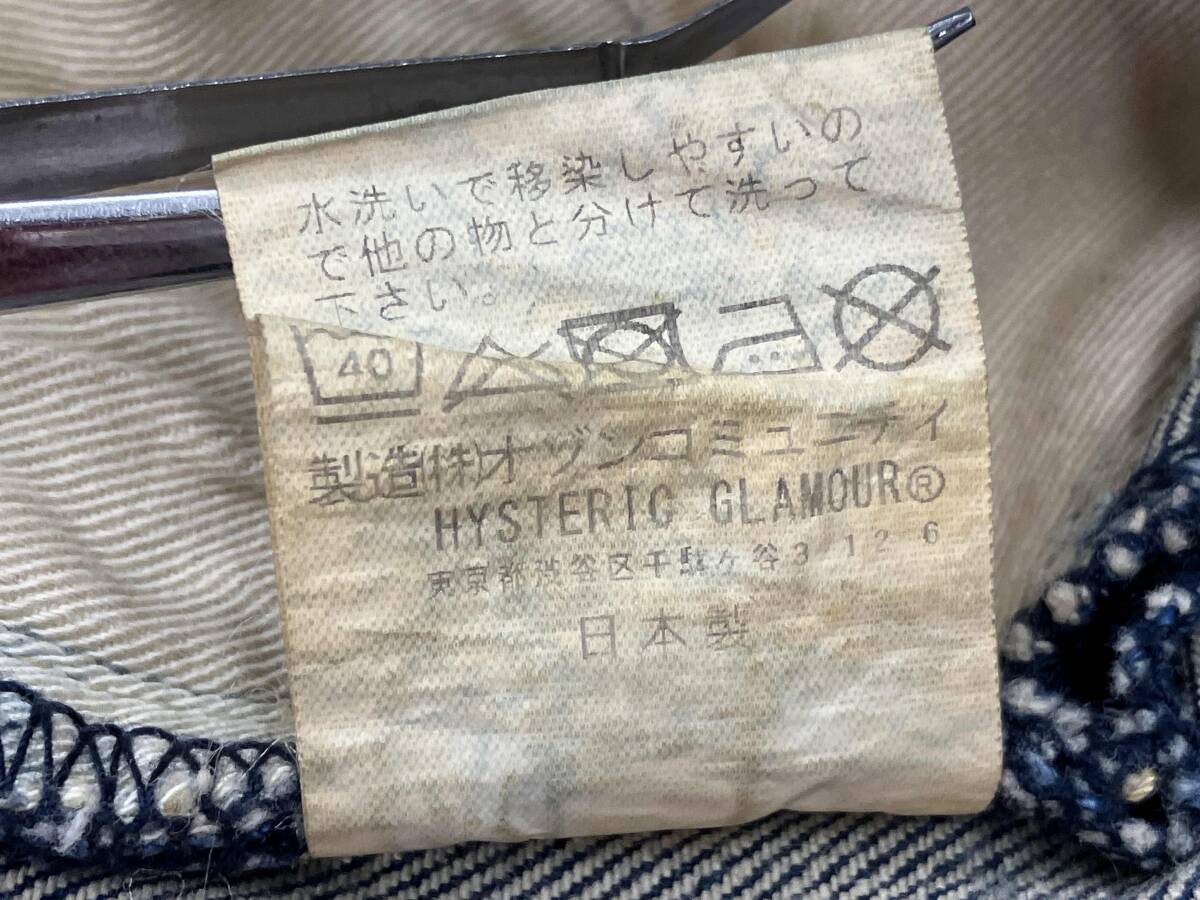 水洗いで移染しやすいの
で他の物と分けて洗って
下さい。
40
製造(株)オゾンコミュニティ
HYSTERIC GLAMOUR®
東京都渋谷区千駄ケ谷3 12 6
日本製